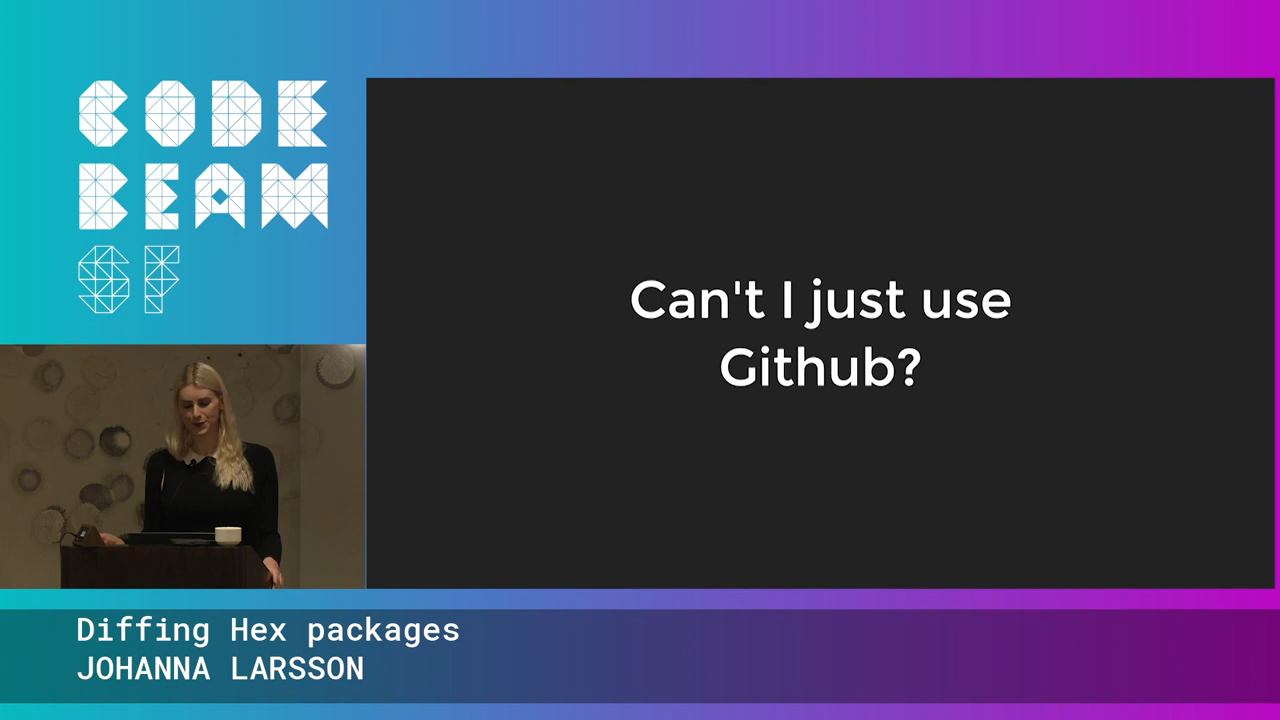 CODE
BEAM
SF
Can't I just use
Github?
Diffing Hex packages
JOHANNA LARSSON